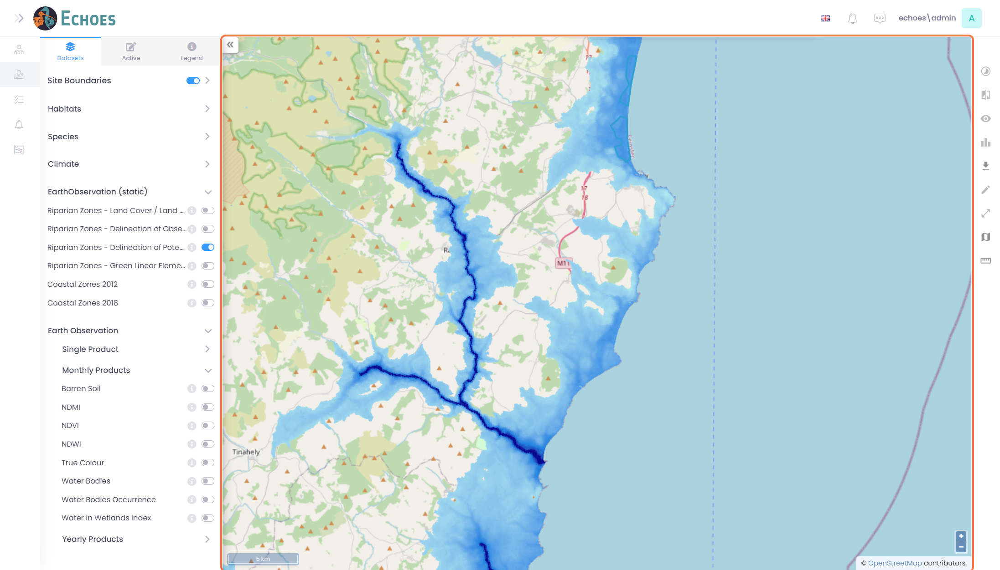 ECHOES
echoes\admin
A
Datasets
Active
Legend
Site Boundaries
Habitats
Species
Climate
EarthObservation (static)
Riparian Zones - Land Cover / Land ...
Riparian Zones - Delineation of Obse...
Riparian Zones - Delineation of Pote...
Riparian Zones - Green Linear Eleme...
Coastal Zones 2012
Coastal Zones 2018
Earth Observation
Single Product
Monthly Products
Barren Soil
NDMI
NDVI
NDWI
True Colour
Water Bodies
Water Bodies Occurrence
Water in Wetlands Index
Yearly Products
Leinster
17
18
M11
Tinahely
5 km
+
−
© OpenStreetMap contributors.